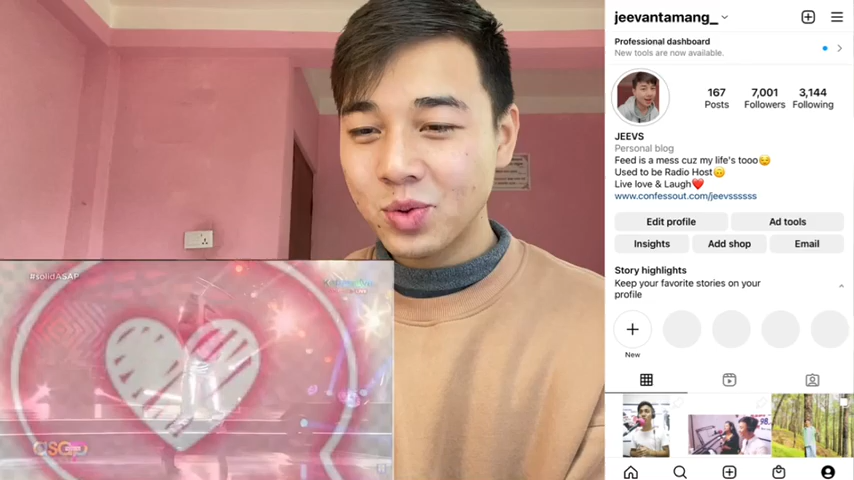 jeevantamang_
Professional dashboard
New tools are now available.
167
7,001
3,144
Posts
Followers
Following
JEEVS
Personal blog
Feed is a mess cuz my life's tooo😌
Used to be Radio Host🙃
Live love & Laugh❤️
www.confessout.com/jeevssssss
Edit profile
Ad tools
Insights
Add shop
Email
Story highlights
Keep your favorite stories on your
profile
New
#solidASAP
asap